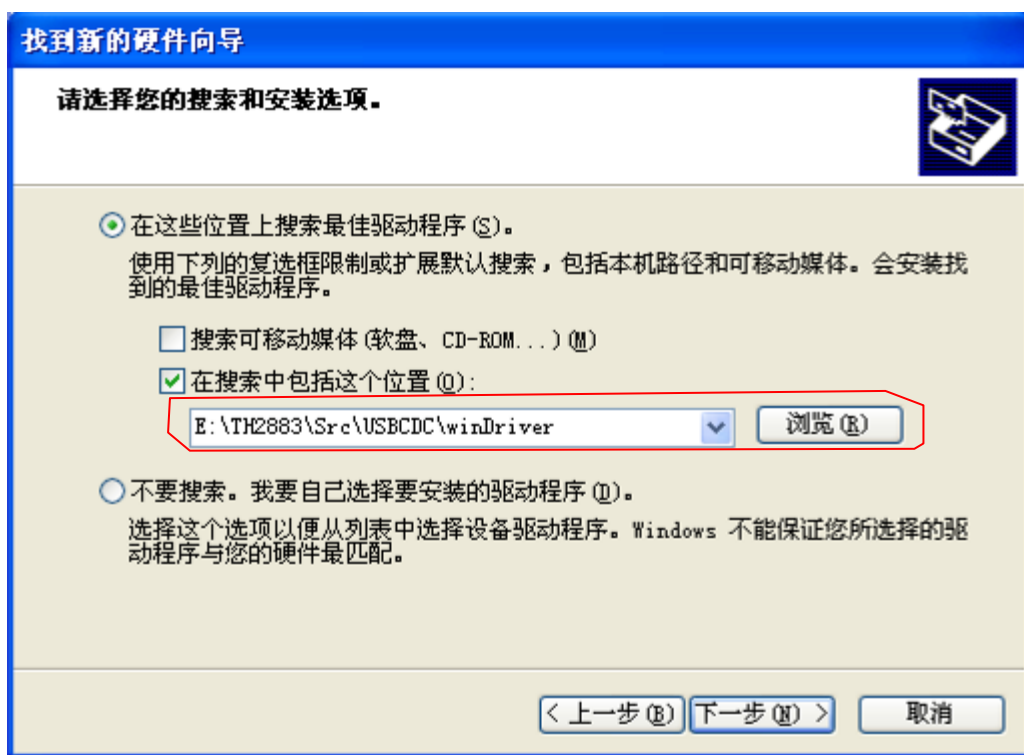 找到新的硬件向导
请选择您的搜索和安装选项。
在这些位置上搜索最佳驱动程序(S)。
使用下列的复选框限制或扩展默认搜索，包括本机路径和可移动媒体。会安装找
到的最佳驱动程序。
搜索可移动媒体(软盘、CD-ROM...)(M)
在搜索中包括这个位置(O):
E:\TH2883\Src\USBCDC\winDriver
浏览(R)
不要搜索。我要自己选择要安装的驱动程序(D)。
选择这个选项以便从列表中选择设备驱动程序。Windows 不能保证您所选择的驱
动程序与您的硬件最匹配。
< 上一步(B) 下一步(N) > 取消